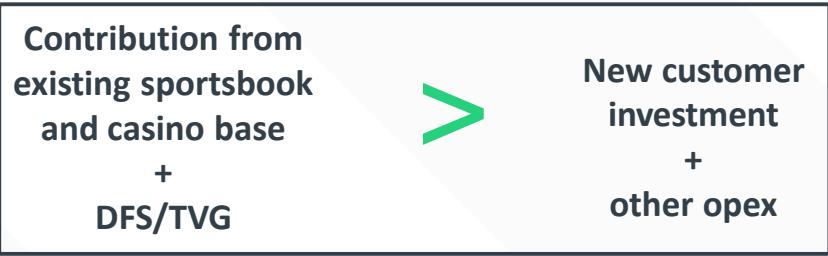 Contribution from
existing sportsbook
and casino base
+
DFS/TVG
>
New customer
investment
+
other opex